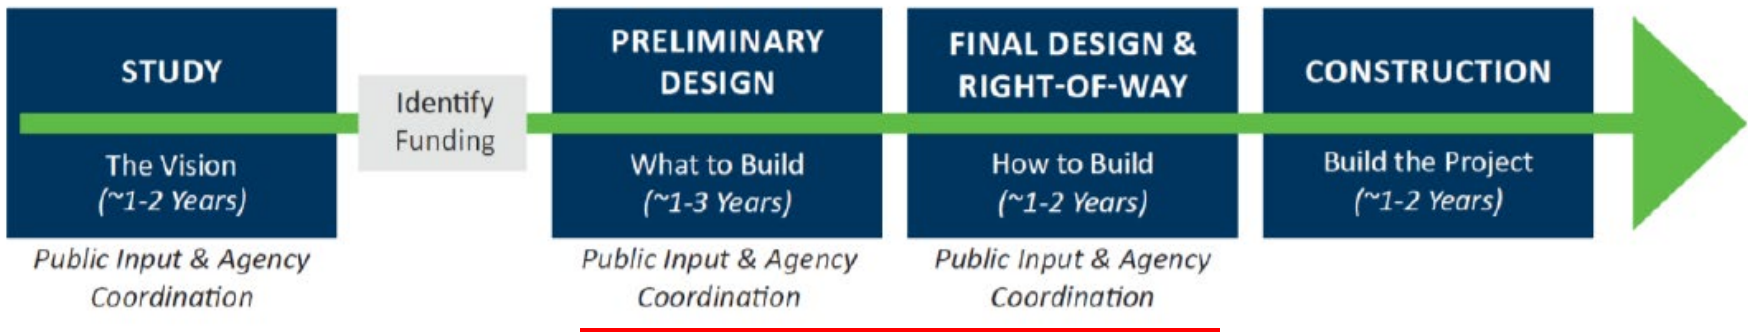 STUDY
The Vision
(~1-2 Years)
Public Input & Agency
Coordination
Identify
Funding
PRELIMINARY
DESIGN
What to Build
(~1-3 Years)
Public Input & Agency
Coordination
FINAL DESIGN &
RIGHT-OF-WAY
How to Build
(~1-2 Years)
Public Input & Agency
Coordination
CONSTRUCTION
Build the Project
(~1-2 Years)